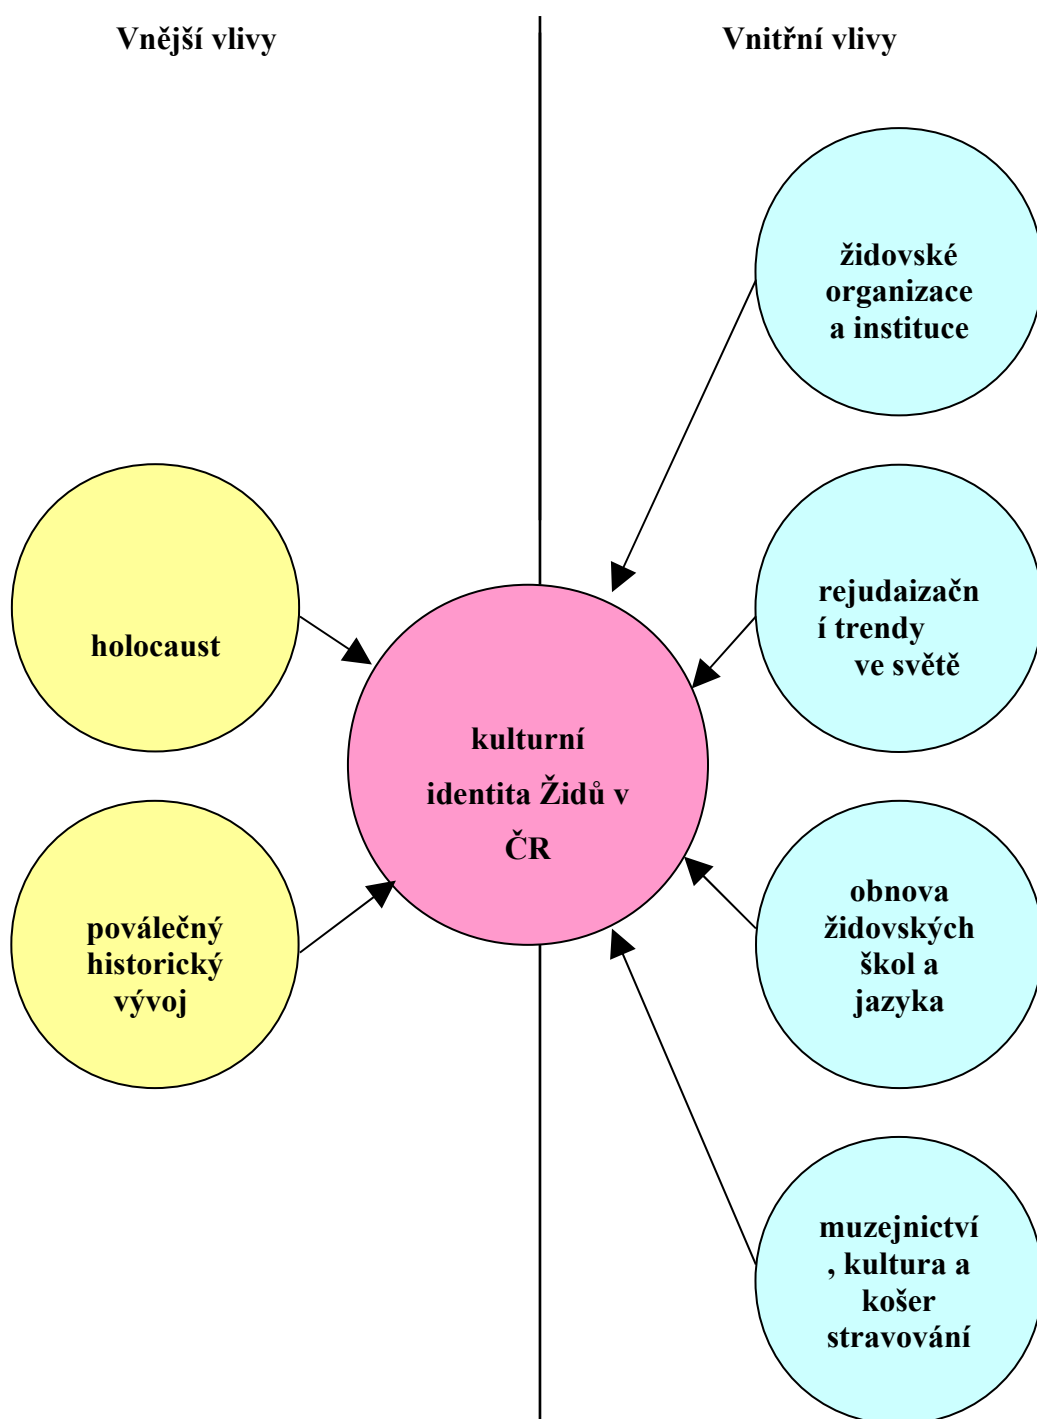 Vnější vlivy
Vnitřní vlivy
židovské
organizace
a instituce
holocaust
rejudaizačn
í trendy
ve světě
kulturní
identita Židů v
ČR
poválečný
historický
vývoj
obnova
židovských
škol a
jazyka
muzejnictví
, kultura a
košer
stravování